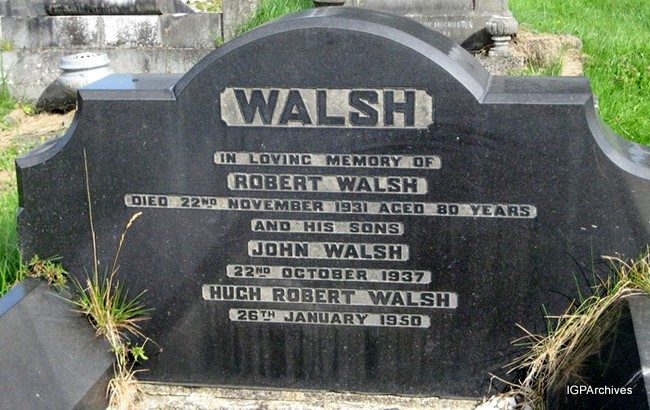 WALSH
IN LOVING MEMORY OF
ROBERT WALSH
DIED 22ND NOVEMBER 1931 AGED 80 YEARS
AND HIS SONS
JOHN WALSH
22ND OCTOBER 1937
HUGH ROBERT WALSH
26TH JANUARY 1950
IGPArchives